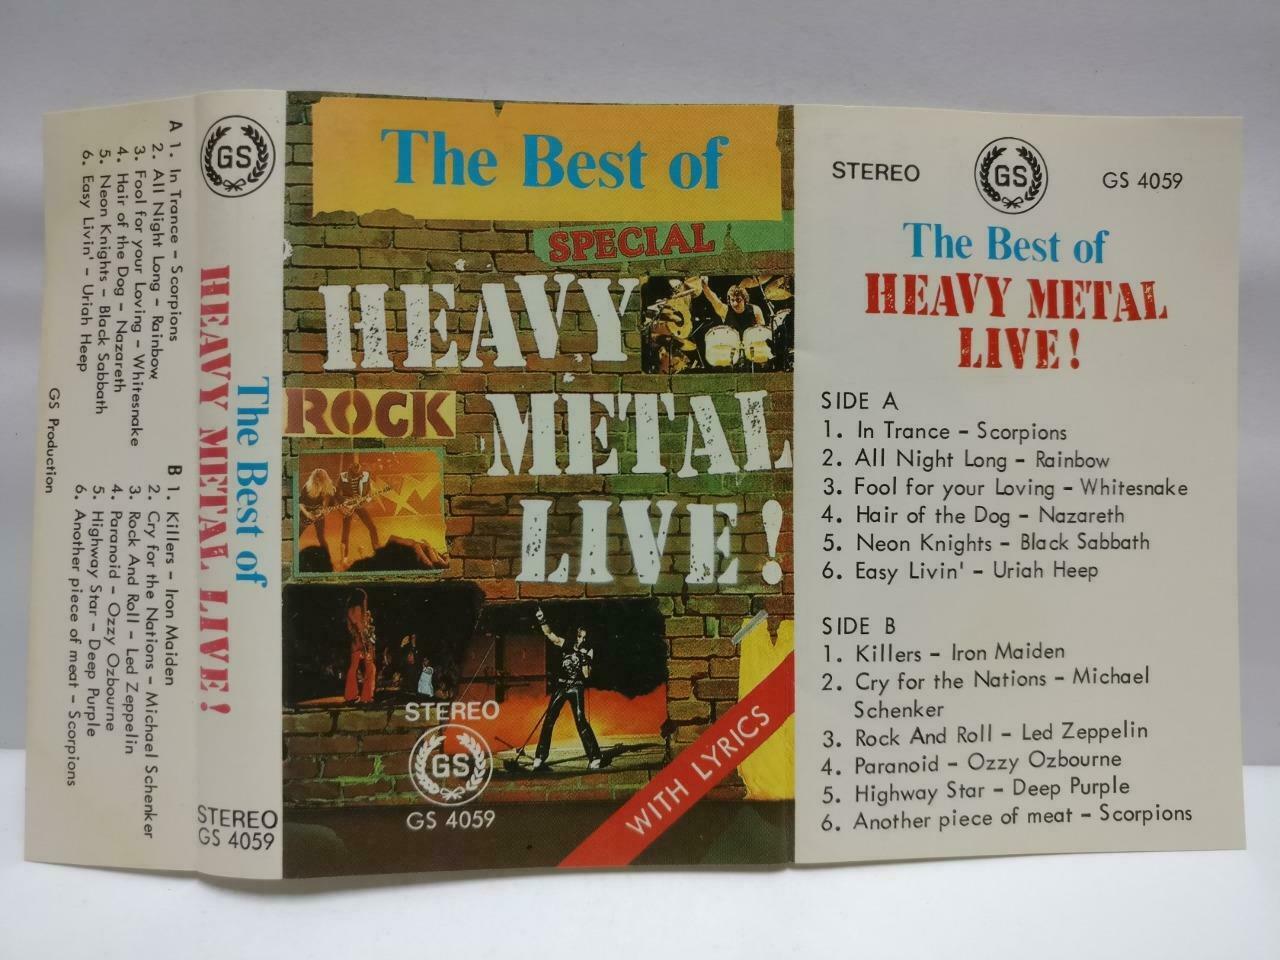 A 1. In Trance - Scorpions
2. All Night Long - Rainbow
3. Fool for your Loving - Whitesnake
4. Hair of the Dog - Nazareth
5. Neon Knights - Black Sabbath
6. Easy Livin' - Uriah Heep
B 1. Killers - Iron Maiden
2. Cry for the Nations - Michael Schenker
3. Rock And Roll - Led Zeppelin
4. Paranoid - Ozzy Ozbourne
5. Highway Star - Deep Purple
6. Another piece of meat - Scorpions
GS Production
GS
The Best of
HEAVY METAL LIVE!
STEREO
GS 4059
The Best of
SPECIAL
HEAVY
ROCK
METAL
LIVE!
STEREO
GS
GS 4059
WITH LYRICS
STEREO
GS
GS 4059
The Best of
HEAVY METAL
LIVE!
SIDE A
1. In Trance - Scorpions
2. All Night Long - Rainbow
3. Fool for your Loving - Whitesnake
4. Hair of the Dog - Nazareth
5. Neon Knights - Black Sabbath
6. Easy Livin' - Uriah Heep
SIDE B
1. Killers - Iron Maiden
2. Cry for the Nations - Michael
Schenker
3. Rock And Roll - Led Zeppelin
4. Paranoid - Ozzy Ozbourne
5. Highway Star - Deep Purple
6. Another piece of meat - Scorpions